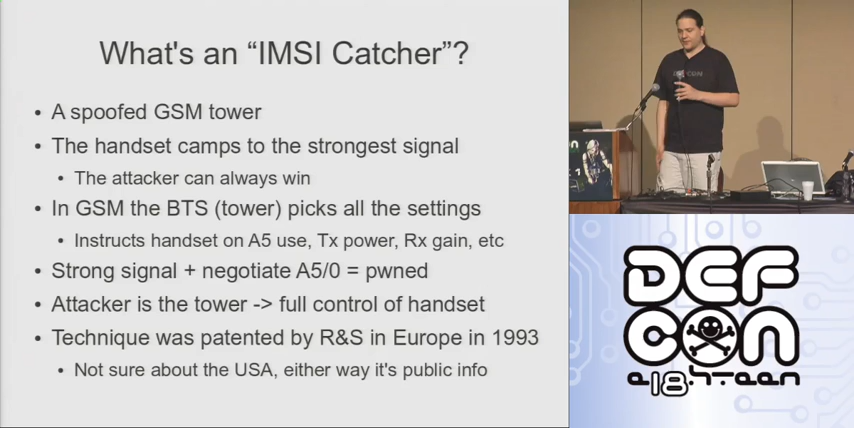 What's an “IMSI Catcher”?
• A spoofed GSM tower
• The handset camps to the strongest signal
• The attacker can always win
• In GSM the BTS (tower) picks all the settings
• Instructs handset on A5 use, Tx power, Rx gain, etc
• Strong signal + negotiate A5/0 = pwned
• Attacker is the tower -> full control of handset
• Technique was patented by R&S in Europe in 1993
• Not sure about the USA, either way it's public info
DEF
CON
e18hteen